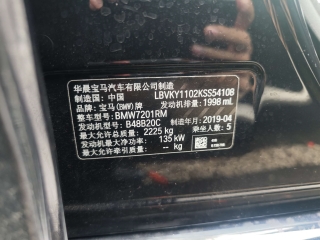 华晨宝马汽车有限公司制造
制造国：中国 LBVKY1102KSS54108
品牌：宝马(BMW)牌 发动机排量：1998 mL
整车型号：BMW7201RM
发动机型号：B48B20C 制造年月：2019-04
最大允许总质量：2225 kg 乘坐人数：5
发动机最大净功率：135 kW
最大允许牵引质量：-- kg